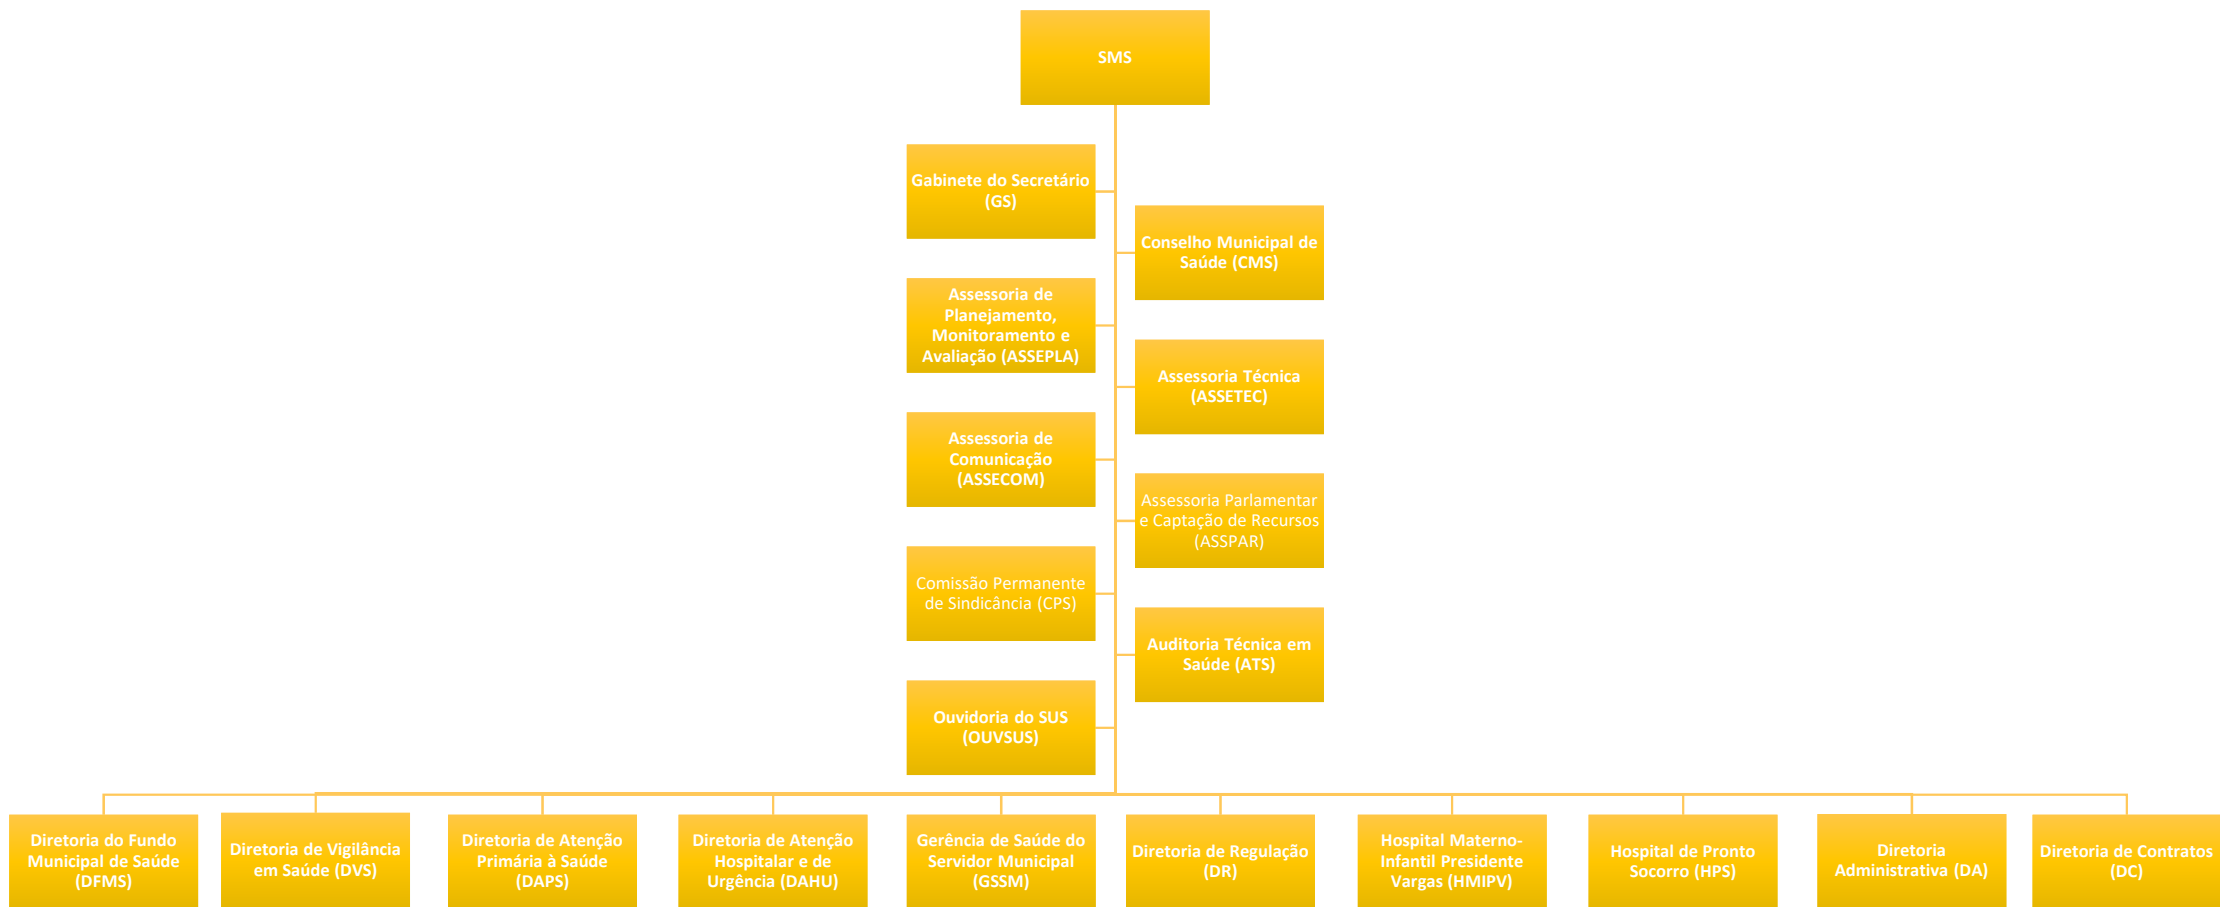 SMS
Gabinete do Secretário
(GS)
Conselho Municipal de
Saúde (CMS)
Assessoria de
Planejamento,
Monitoramento e
Avaliação (ASSEPLA)
Assessoria Técnica
(ASSETEC)
Assessoria de
Comunicação
(ASSECOM)
Assessoria Parlamentar
e Captação de Recursos
(ASSPAR)
Comissão Permanente
de Sindicância (CPS)
Auditoria Técnica em
Saúde (ATS)
Ouvidoria do SUS
(OUVSUS)
Diretoria do Fundo
Municipal de Saúde
(DFMS)
Diretoria de Vigilância
em Saúde (DVS)
Diretoria de Atenção
Primária à Saúde
(DAPS)
Diretoria de Atenção
Hospitalar e de
Urgência (DAHU)
Gerência de Saúde do
Servidor Municipal
(GSSM)
Diretoria de Regulação
(DR)
Hospital Materno-
Infantil Presidente
Vargas (HMIPV)
Hospital de Pronto
Socorro (HPS)
Diretoria
Administrativa (DA)
Diretoria de Contratos
(DC)